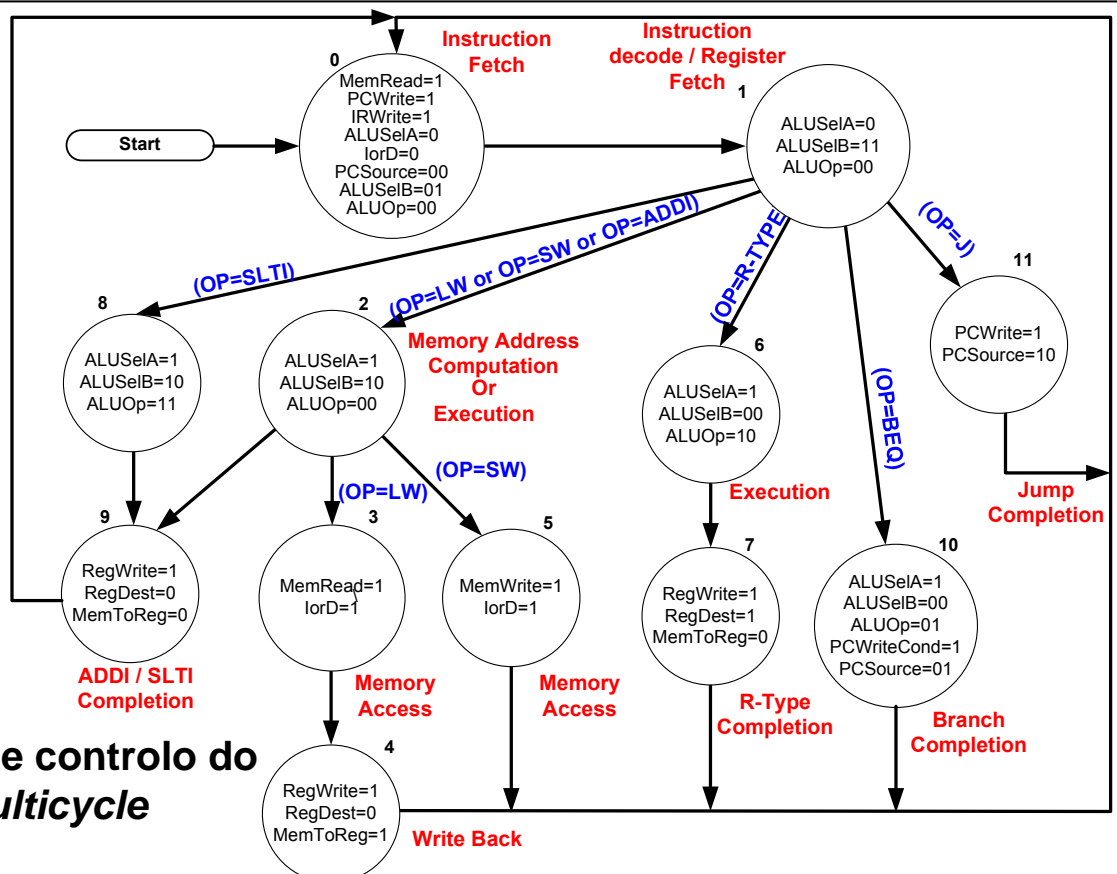 Instruction
Fetch
Instruction
decode / Register
Fetch
0
MemRead=1
PCWrite=1
IRWrite=1
ALUSelA=0
IorD=0
PCSource=00
ALUSelB=01
ALUOp=00
Start
1
ALUSelA=0
ALUSelB=11
ALUOp=00
(OP=SLTI)
(OP=LW or OP=SW or OP=ADDI)
(OP=R-TYPE
(OP=BEQ)
(OP=J)
8
ALUSelA=1
ALUSelB=10
ALUOp=11
2
ALUSelA=1
ALUSelB=10
ALUOp=00
Memory Address
Computation
Or
Execution
6
ALUSelA=1
ALUSelB=00
ALUOp=10
Execution
11
PCWrite=1
PCSource=10
Jump
Completion
(OP=LW)
(OP=SW)
9
RegWrite=1
RegDest=0
MemToReg=0
ADDI / SLTI
Completion
3
MemRead=1
IorD=1
Memory
Access
5
MemWrite=1
IorD=1
Memory
Access
7
RegWrite=1
RegDest=1
MemToReg=0
R-Type
Completion
10
ALUSelA=1
ALUSelB=00
ALUOp=01
PCWriteCond=1
PCSource=01
Branch
Completion
4
RegWrite=1
RegDest=0
MemToReg=1
Write Back
e controlo do
ulticycle